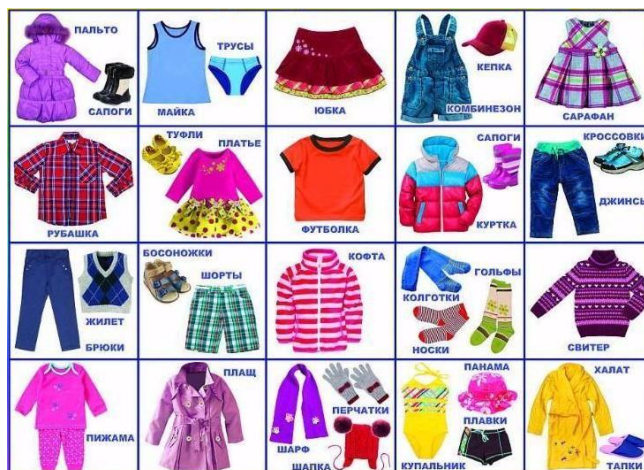 ПАЛЬТО
САПОГИ
МАЙКА
ТРУСЫ
ЮБКА
КЕПКА
КОМБИНЕЗОН
САРАФАН
РУБАШКА
ТУФЛИ
ПЛАТЬЕ
ФУТБОЛКА
САПОГИ
КУРТКА
КРОССОВКИ
ДЖИНСЫ
ЖИЛЕТ
БРЮКИ
БОСОНОЖКИ
ШОРТЫ
КОФТА
КОЛГОТКИ
ГОЛЬФЫ
НОСКИ
СВИТЕР
ПИЖАМА
ПЛАЩ
ПЕРЧАТКИ
ШАРФ
ШАПКА
ПАНАМА
ПЛАВКИ
КУПАЛЬНИК
ХАЛАТ
ТАПКИ